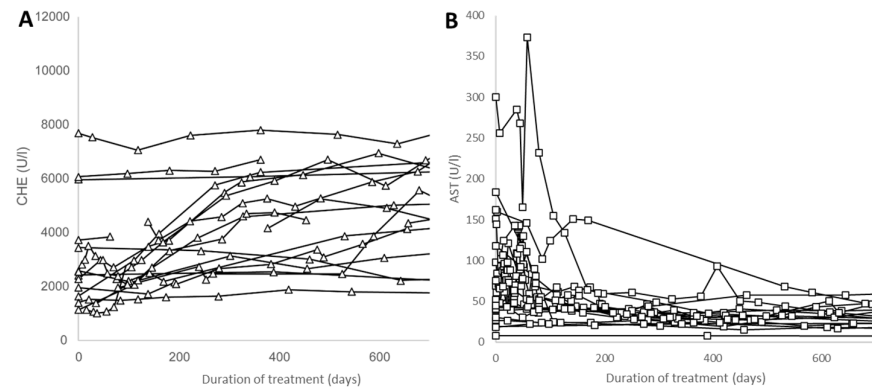 A
CHE (U/l)
12000
10000
8000
6000
4000
2000
0
0 200 400 600
Duration of treatment (days)
B
AST (U/l)
400
350
300
250
200
150
100
50
0
0 200 400 600
Duration of treatment (days)